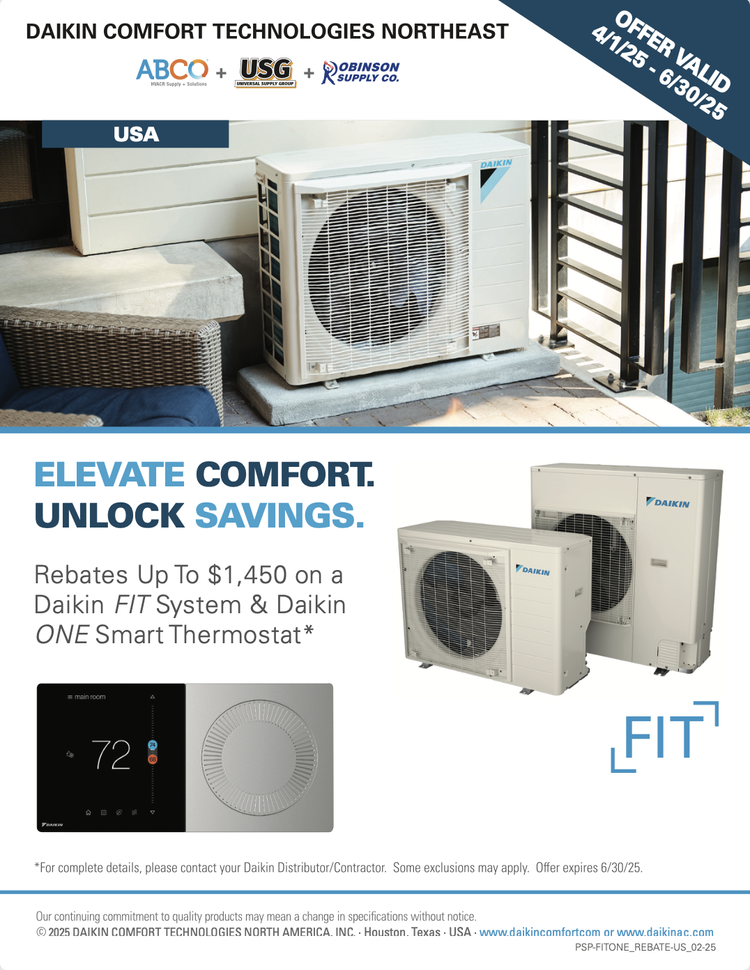 DAIKIN COMFORT TECHNOLOGIES NORTHEAST
OFFER VALID
4/1/25 - 6/30/25
ABCO + USG + ROBINSON
HVACR Supply + Solutions UNIVERSAL SUPPLY GROUP SUPPLY CO.
USA
DAIKIN
ELEVATE COMFORT.
UNLOCK SAVINGS.
Rebates Up To $1,450 on a
Daikin FIT System & Daikin
ONE Smart Thermostat*
DAIKIN
DAIKIN
main room
72
DAIKIN
FIT
*For complete details, please contact your Daikin Distributor/Contractor. Some exclusions may apply. Offer expires 6/30/25.
Our continuing commitment to quality products may mean a change in specifications without notice.
© 2025 DAIKIN COMFORT TECHNOLOGIES NORTH AMERICA, INC. · Houston, Texas · USA · www.daikincomfortcom or www.daikinac.com
PSP-FITONE_REBATE-US_02-25